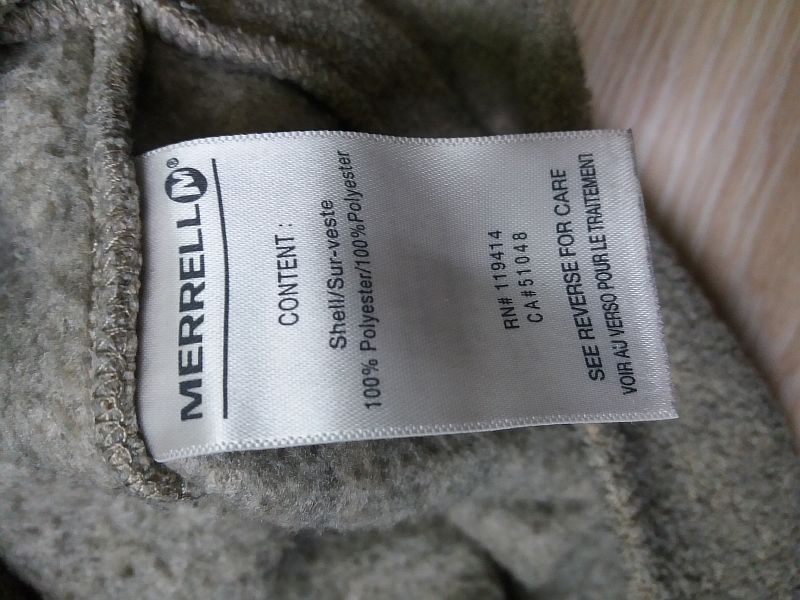 MERRELL M®
CONTENT:
Shell/Sur-veste
100% Polyester/100%Polyester
RN# 119414
CA#51048
SEE REVERSE FOR CARE
VOIR AU VERSO POUR LE TRAITEMENT